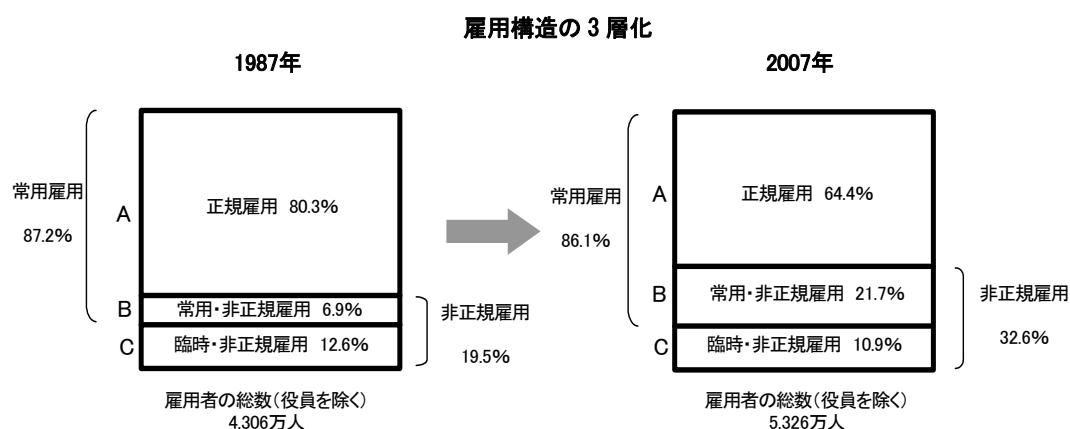 雇用構造の3層化
1987年
常用雇用
87.2%
A
正規雇用 80.3%
B
常用・非正規雇用 6.9%
C
臨時・非正規雇用 12.6%
非正規雇用
19.5%
雇用者の総数(役員を除く)
4,306万人
2007年
常用雇用
86.1%
A
正規雇用 64.4%
B
常用・非正規雇用 21.7%
C
臨時・非正規雇用 10.9%
非正規雇用
32.6%
雇用者の総数(役員を除く)
5,326万人